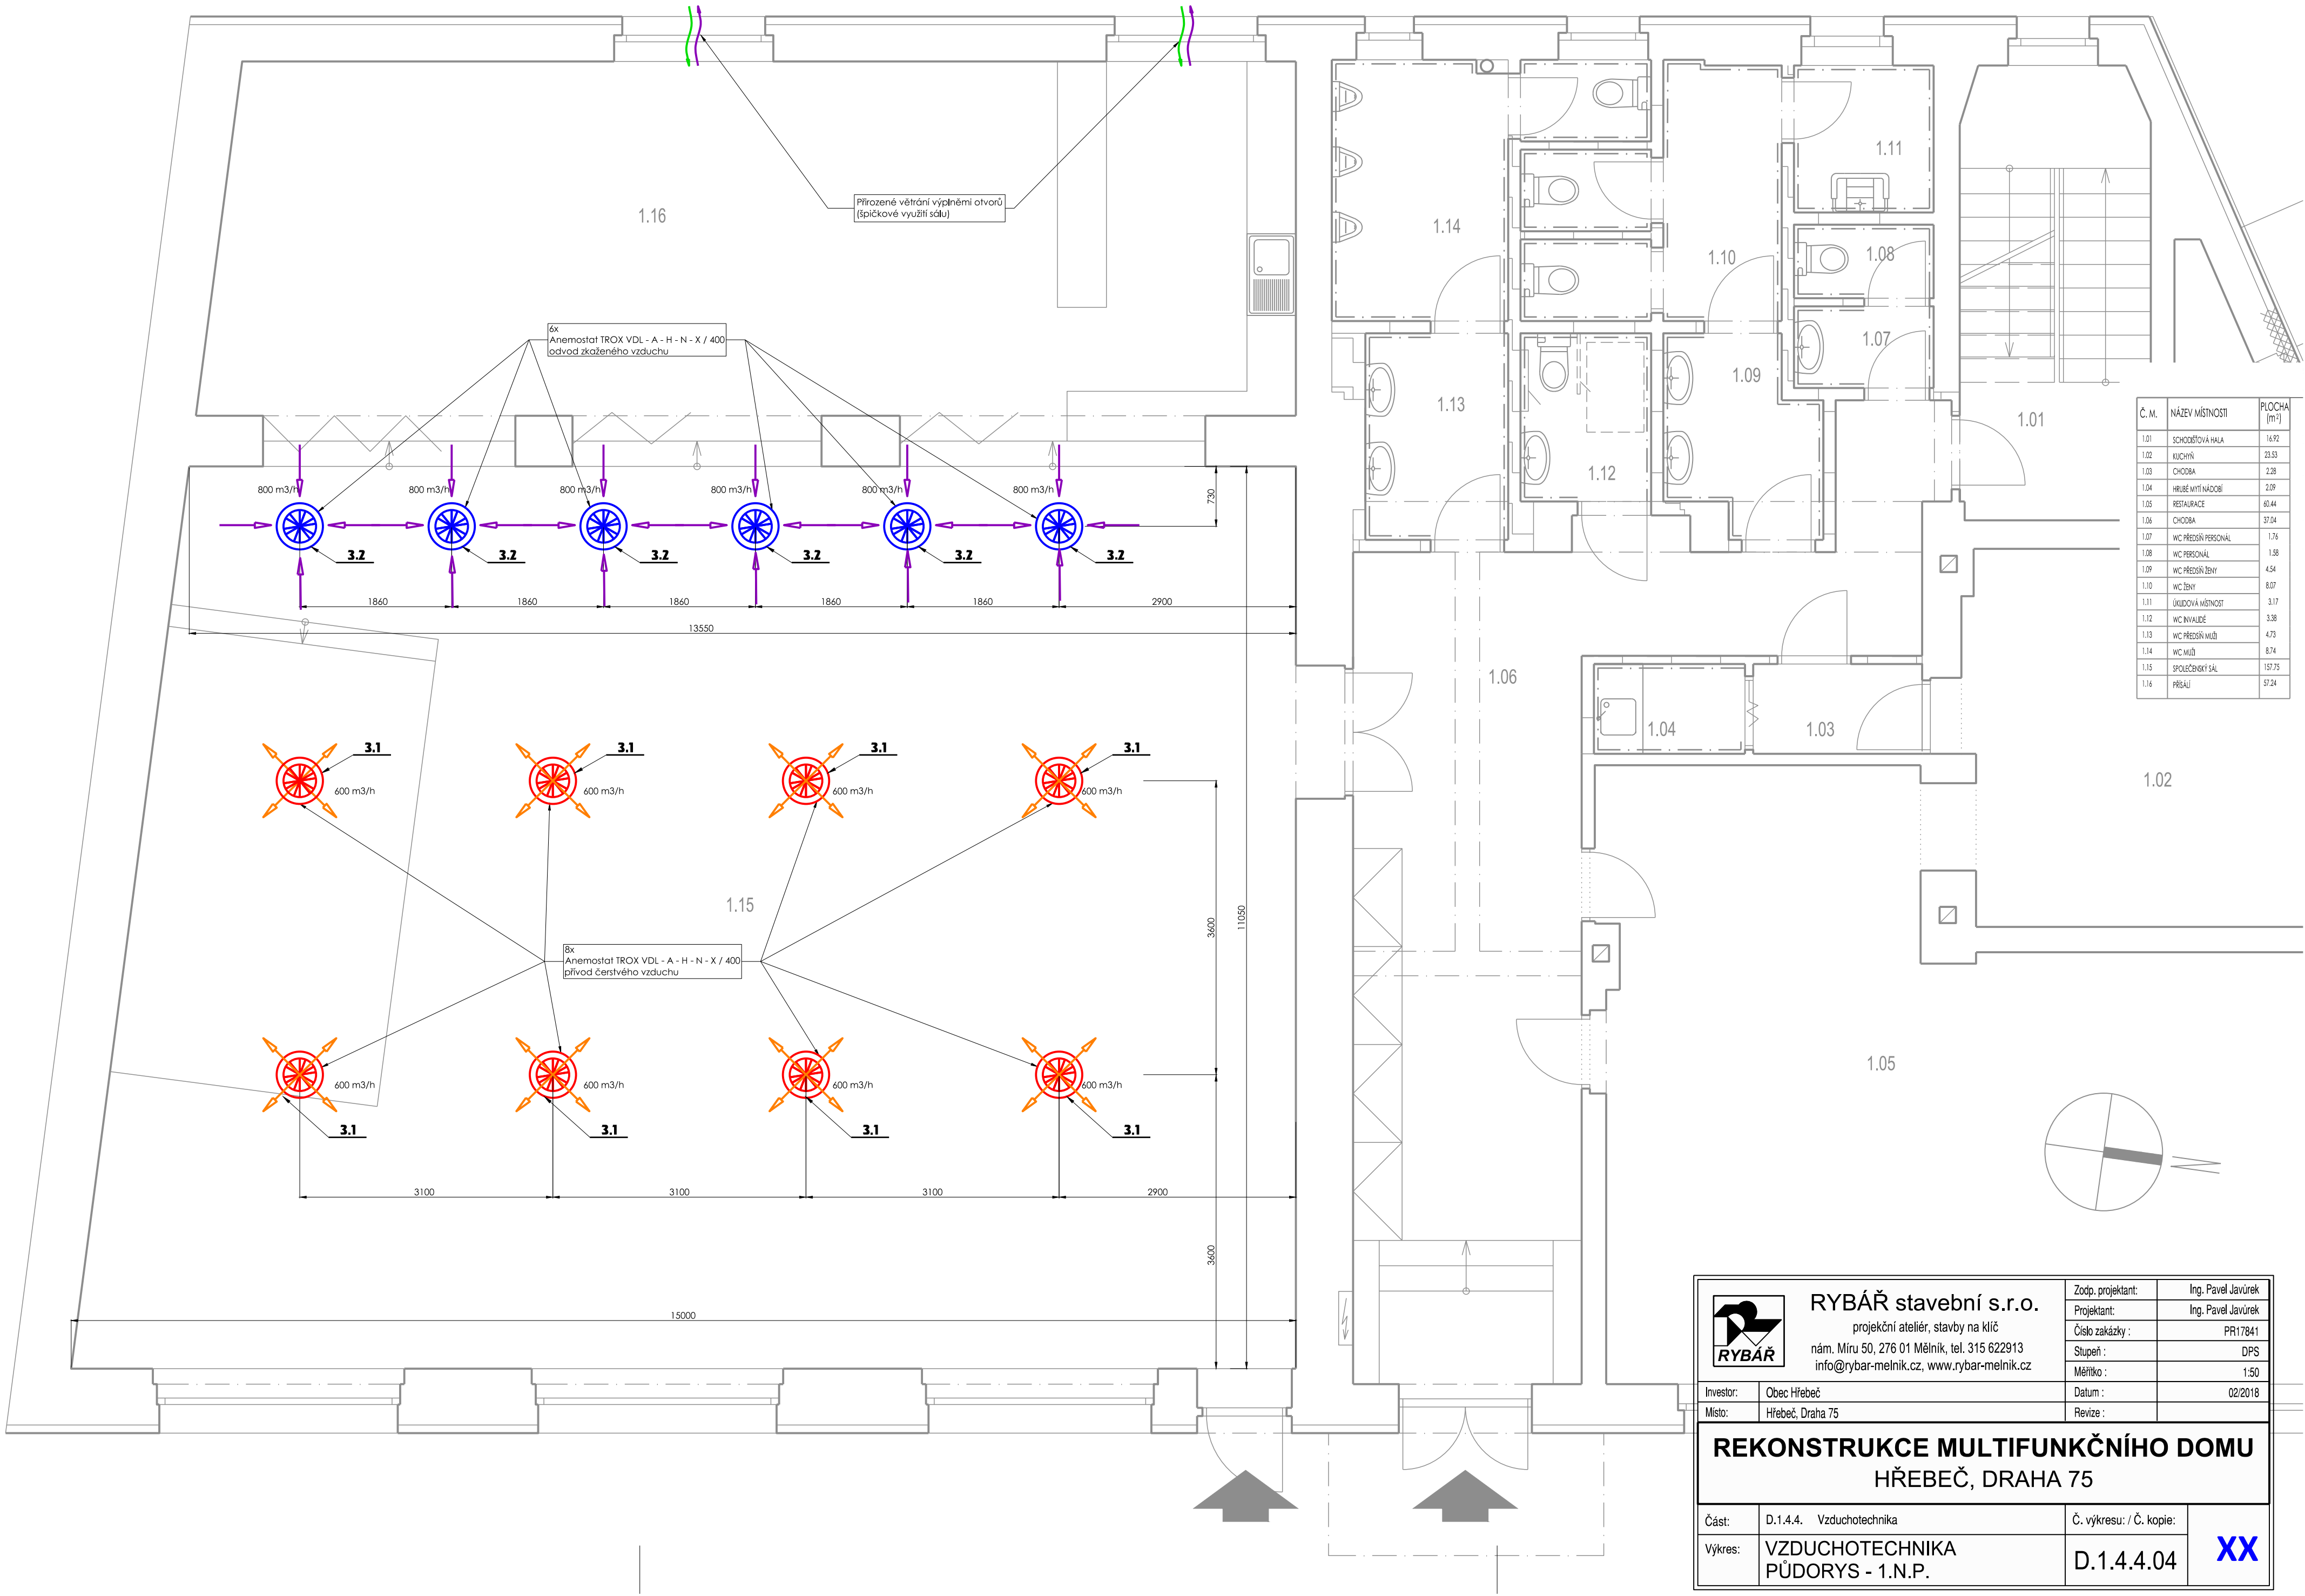 1.16
Přirozené větrání výplněmi otvorů
(špičkové využití sálu)
6x
Anemostat TROX VDL - A - H - N - X / 400
odvod zkaženého vzduchu
800 m3/h
800 m3/h
800 m3/h
800 m3/h
800 m3/h
800 m3/h
3.2
3.2
3.2
3.2
3.2
3.2
730
1860
1860
1860
1860
1860
2900
13550
3.1
3.1
3.1
3.1
600 m3/h
600 m3/h
600 m3/h
600 m3/h
1.15
3600
11050
8x
Anemostat TROX VDL - A - H - N - X / 400
přívod čerstvého vzduchu
600 m3/h
600 m3/h
600 m3/h
600 m3/h
3.1
3.1
3.1
3.1
3100
3100
3100
2900
3600
15000
1.14
1.10
1.11
1.08
1.07
1.13
1.09
1.12
1.01
1.06
1.04
1.03
1.02
1.05
Č. M. NÁZEV MÍSTNOSTI PLOCHA (m²)
1.01 SCHODIŠŤOVÁ HALA 16.92
1.02 KUCHYŇ 23.53
1.03 CHODBA 2.28
1.04 HRUBÉ MYTÍ NÁDOBÍ 2.09
1.05 RESTAURACE 60.44
1.06 CHODBA 37.04
1.07 WC PŘEDSÍŇ PERSONÁL 1.76
1.08 WC PERSONÁL 1.58
1.09 WC PŘEDSÍŇ ŽENY 4.54
1.10 WC ŽENY 8.07
1.11 ÚKLIDOVÁ MÍSTNOST 3.17
1.12 WC INVALIDÉ 3.38
1.13 WC PŘEDSÍŇ MUŽI 4.73
1.14 WC MUŽI 8.74
1.15 SPOLEČENSKÝ SÁL 157.75
1.16 PŘÍSÁLÍ 57.24
RYBÁŘ
RYBÁŘ stavební s.r.o.
projekční ateliér, stavby na klíč
nám. Míru 50, 276 01 Mělník, tel. 315 622913
info@rybar-melnik.cz, www.rybar-melnik.cz
Zodp. projektant: Ing. Pavel Javůrek
Projektant: Ing. Pavel Javůrek
Číslo zakázky : PR17841
Stupeň : DPS
Měřítko : 1:50
Investor: Obec Hřebeč
Datum : 02/2018
Místo: Hřebeč, Draha 75
Revize :
REKONSTRUKCE MULTIFUNKČNÍHO DOMU
HŘEBEČ, DRAHA 75
Část: D.1.4.4. Vzduchotechnika
Č. výkresu: / Č. kopie:
Výkres: VZDUCHOTECHNIKA
PŮDORYS - 1.N.P.
D.1.4.4.04
XX